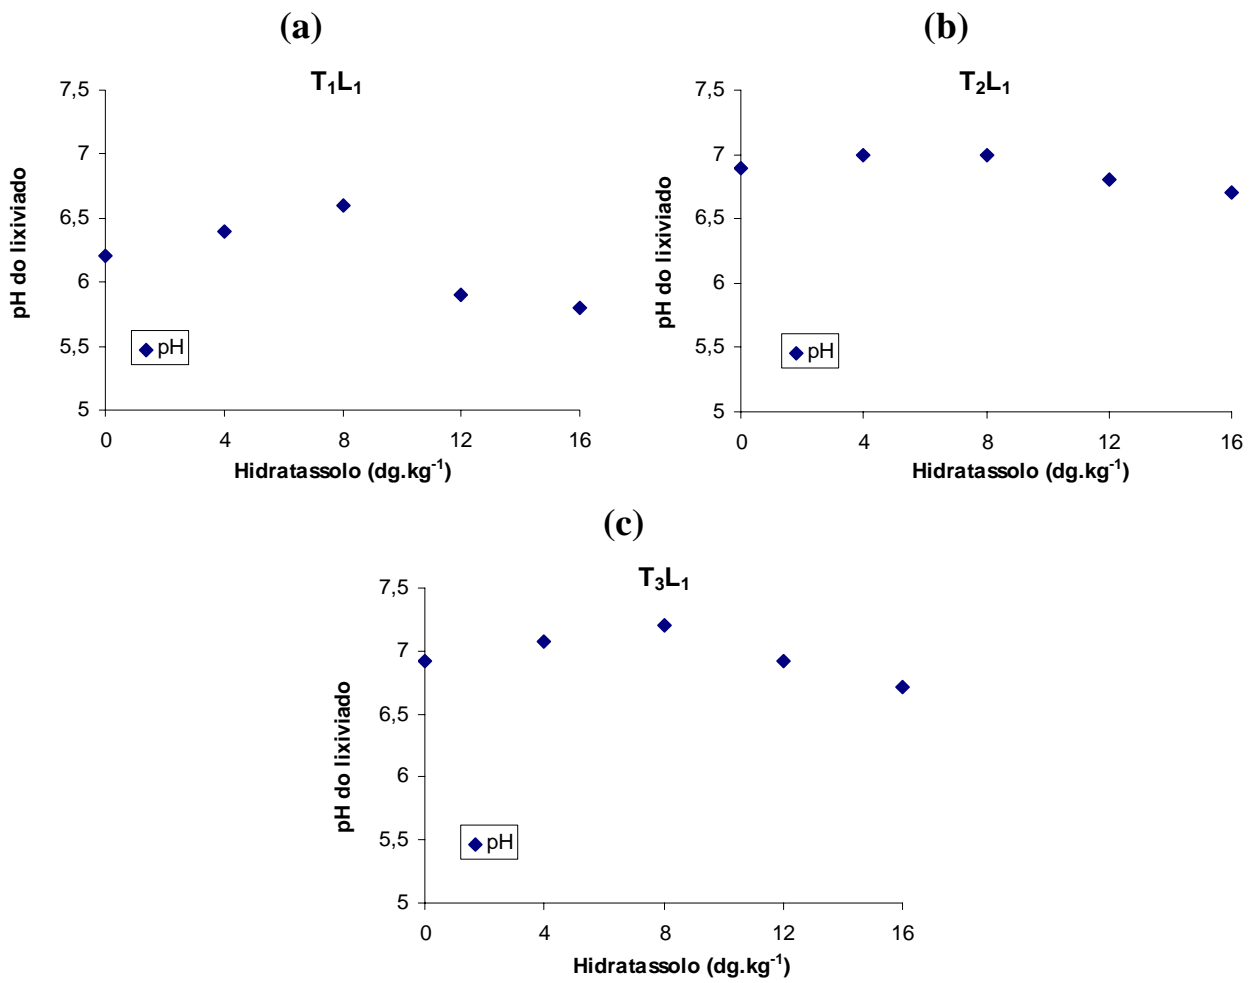 (a)
T₁L₁
7,5
7
6,5
6
5,5
5
pH do lixiviado
pH
0 4 8 12 16
Hidratassolo (dg.kg⁻¹)
(b)
T₂L₁
7,5
7
6,5
6
5,5
5
pH do lixiviado
pH
0 4 8 12 16
Hidratassolo (dg.kg⁻¹)
(c)
T₃L₁
7,5
7
6,5
6
5,5
5
pH do lixiviado
pH
0 4 8 12 16
Hidratassolo (dg.kg⁻¹)